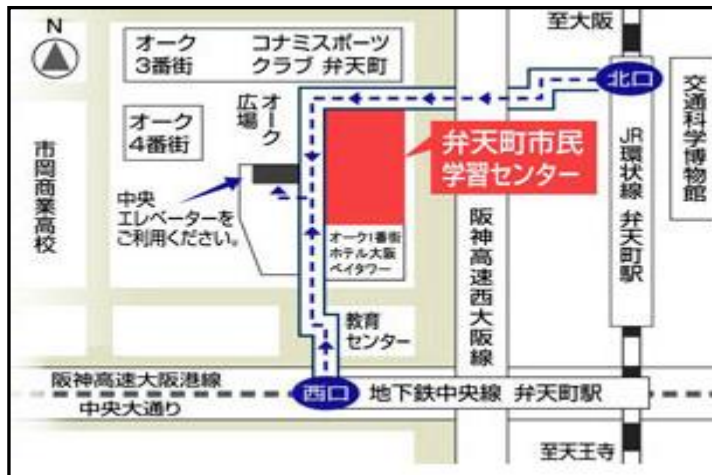 N
オーク
3番街
コナミスポーツ
クラブ 弁天町
至大阪
北口
交通科学博物館
オーク
広場
オーク
4番街
弁天町市民
学習センター
JR環状線 弁天町駅
市岡商業高校
中央
エレベーターを
ご利用ください。
オーク1番街
ホテル大阪
ベイタワー
阪神高速西大阪線
教育
センター
阪神高速大阪港線
西口
地下鉄中央線 弁天町駅
中央大通り
至天王寺